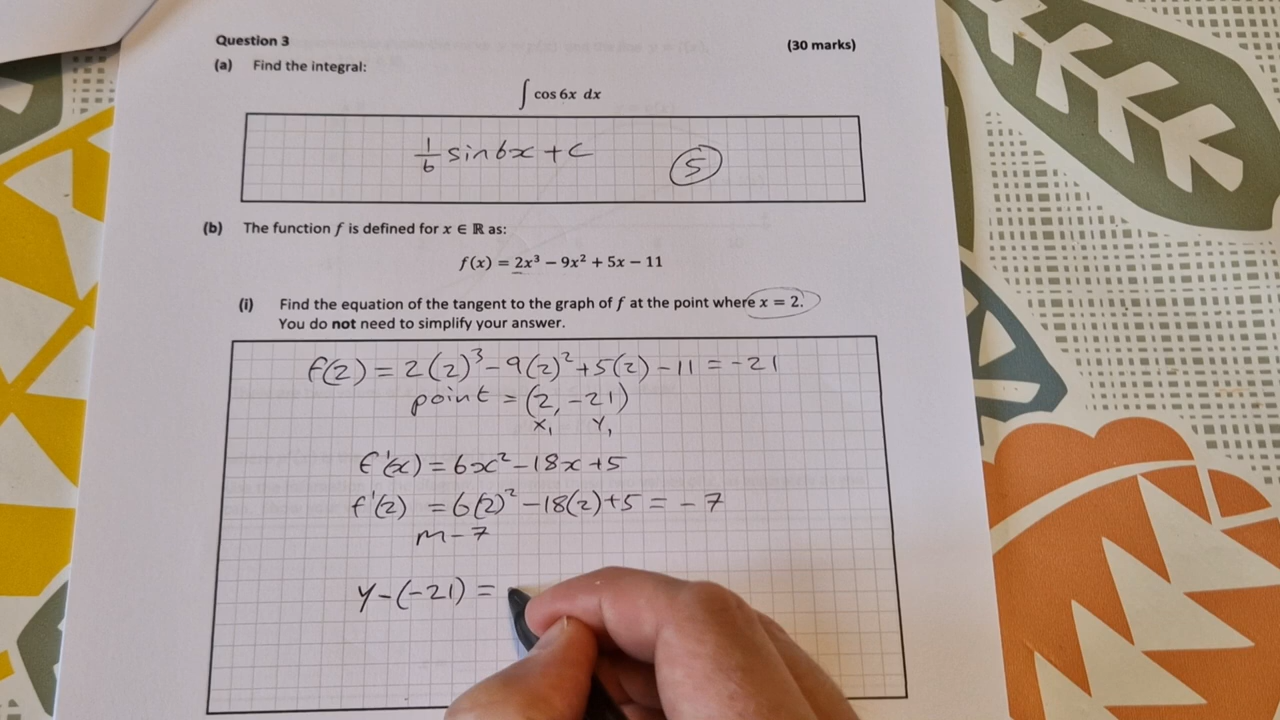 Question 3
(30 marks)
(a) Find the integral:
∫ cos 6x dx
1/6 sin6x + c
5
(b) The function f is defined for x ∈ ℝ as:
f(x) = 2x³ − 9x² + 5x − 11
(i) Find the equation of the tangent to the graph of f at the point where x = 2.
You do not need to simplify your answer.
f(2) = 2(2)³ − 9(2)² + 5(2) − 11 = −21
point = (2, −21)
x₁ y₁
f'(x) = 6x² − 18x + 5
f'(2) = 6(2)² − 18(2) + 5 = − 7
m − 7
y − (−21) =